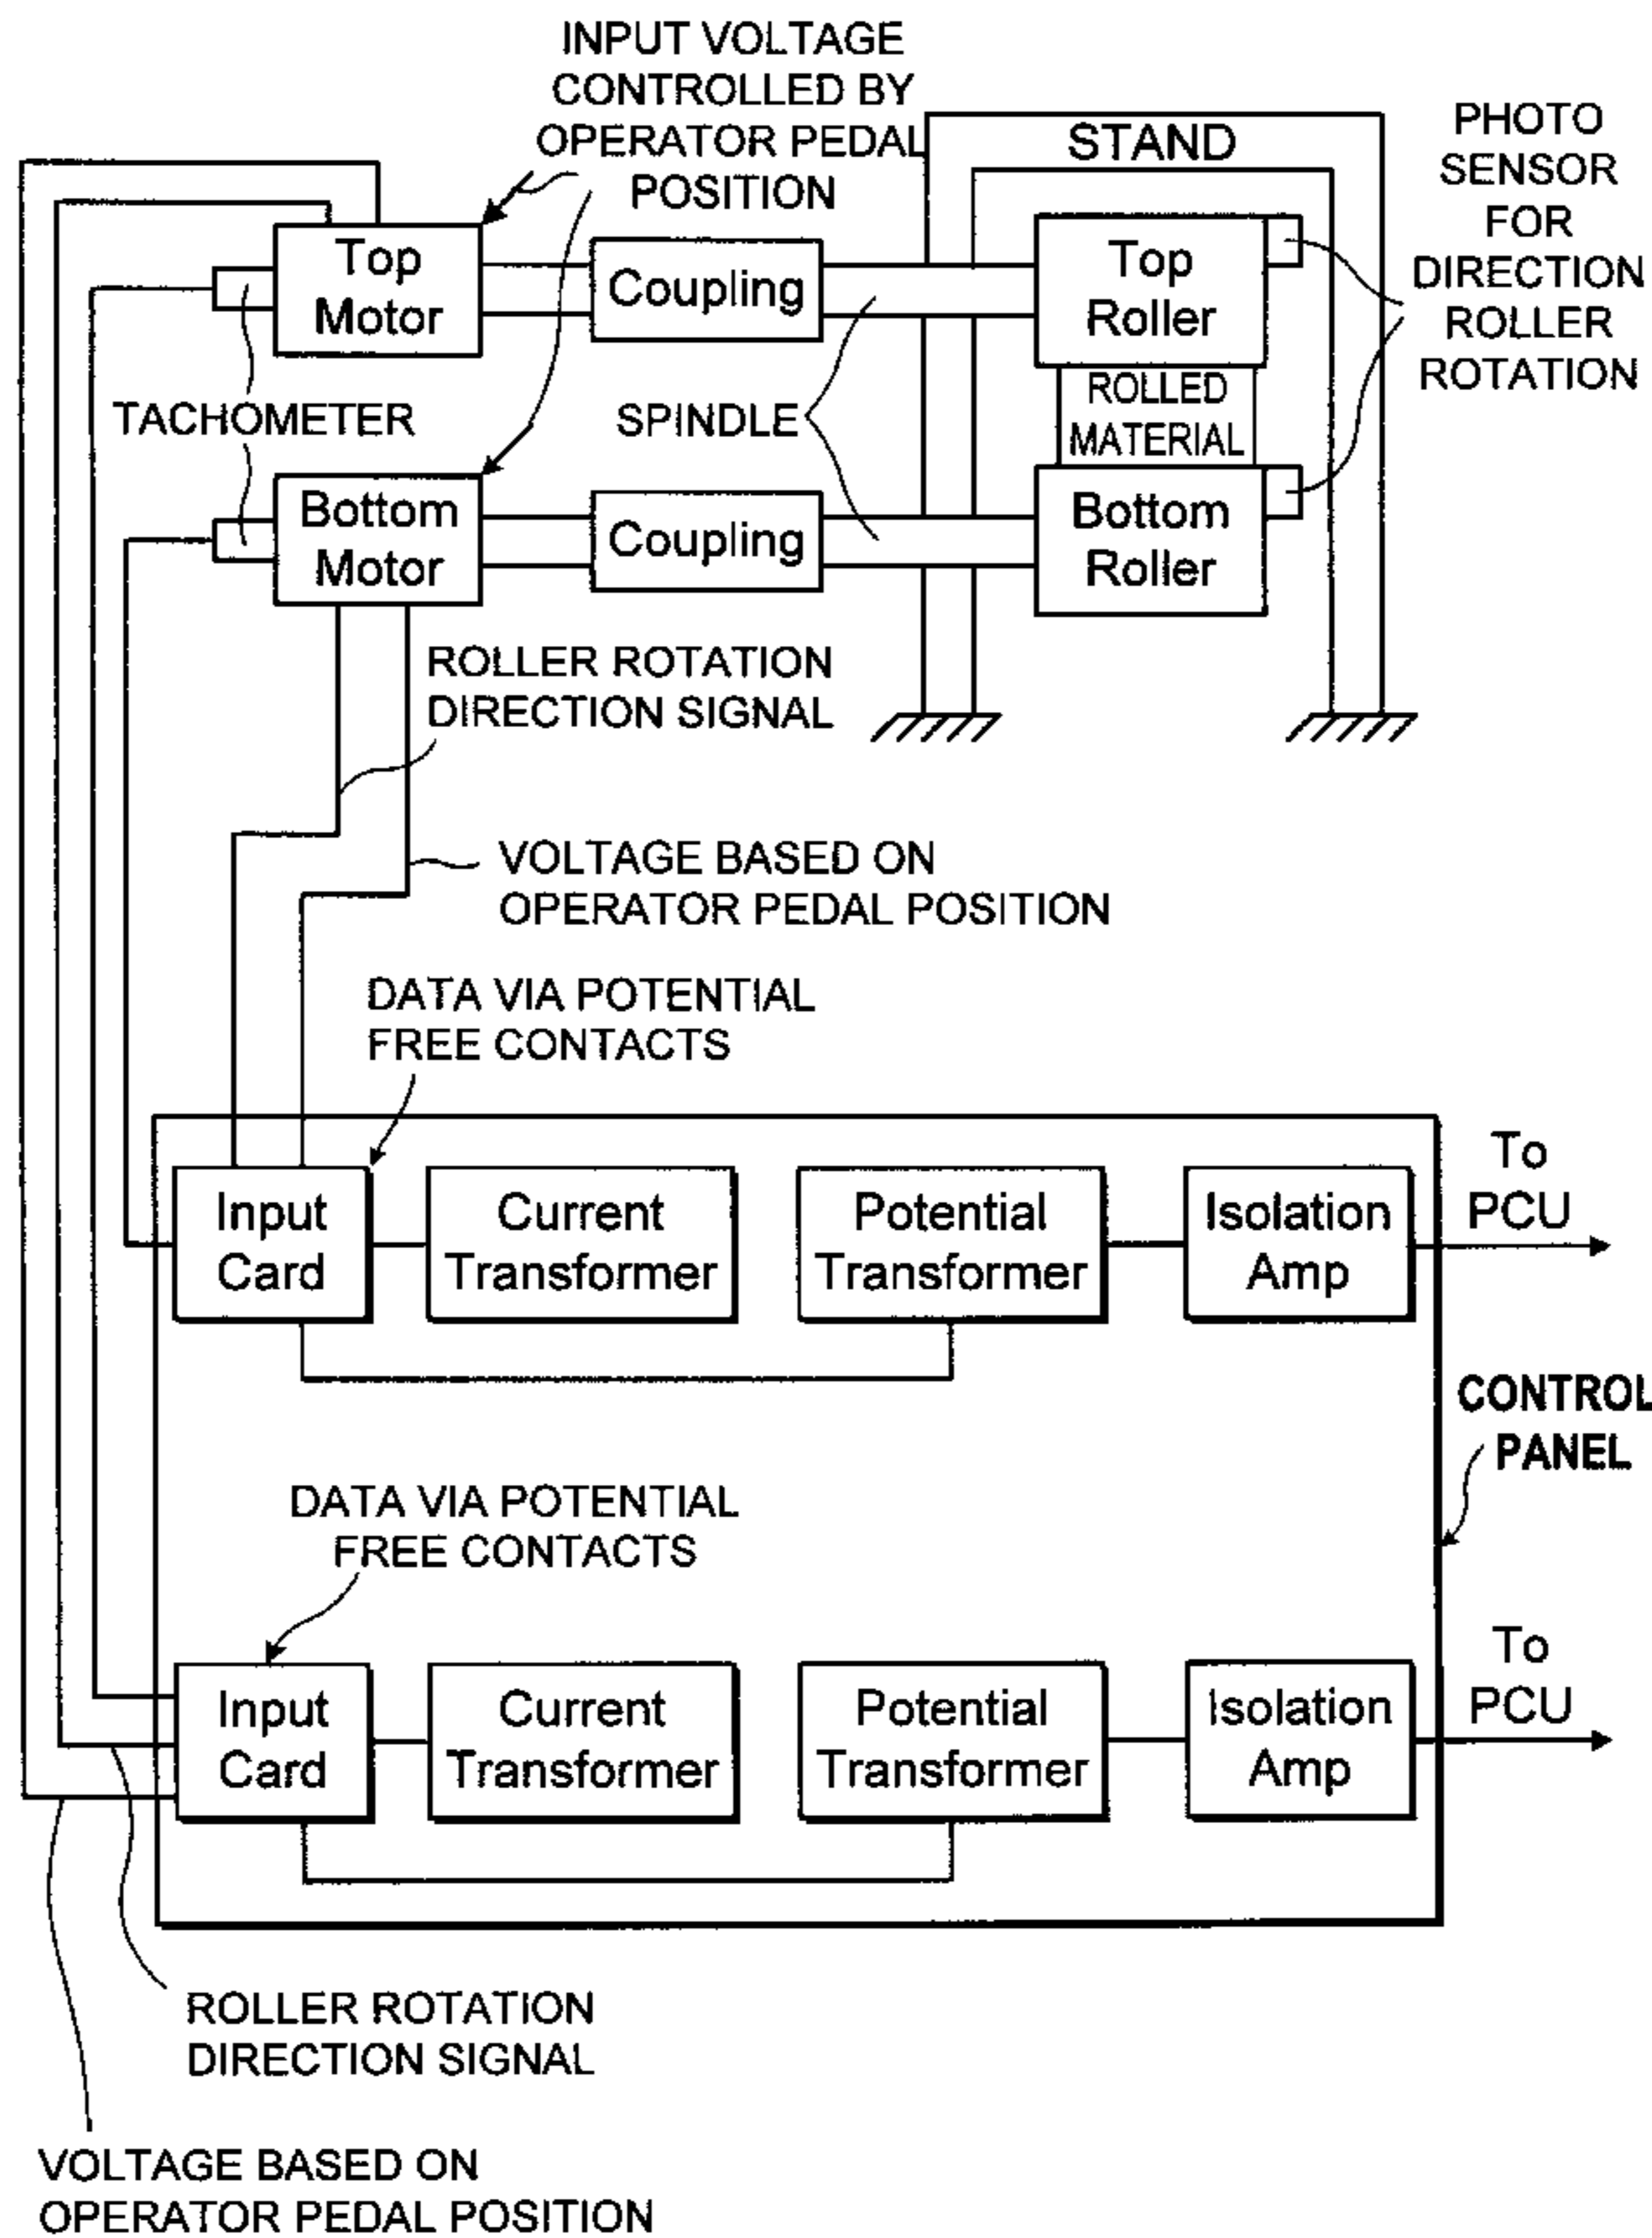 INPUT VOLTAGE
CONTROLLED BY
OPERATOR PEDAL
POSITION
STAND
PHOTO
SENSOR
FOR
DIRECTION
ROLLER
ROTATION
Top
Motor
Coupling
Top
Roller
TACHOMETER
SPINDLE
ROLLED
MATERIAL
Bottom
Motor
Coupling
Bottom
Roller
ROLLER ROTATION
DIRECTION SIGNAL
VOLTAGE BASED ON
OPERATOR PEDAL POSITION
DATA VIA POTENTIAL
FREE CONTACTS
Input
Card
Current
Transformer
Potential
Transformer
Isolation
Amp
To
PCU
CONTROL
PANEL
DATA VIA POTENTIAL
FREE CONTACTS
Input
Card
Current
Transformer
Potential
Transformer
Isolation
Amp
To
PCU
ROLLER ROTATION
DIRECTION SIGNAL
VOLTAGE BASED ON
OPERATOR PEDAL POSITION